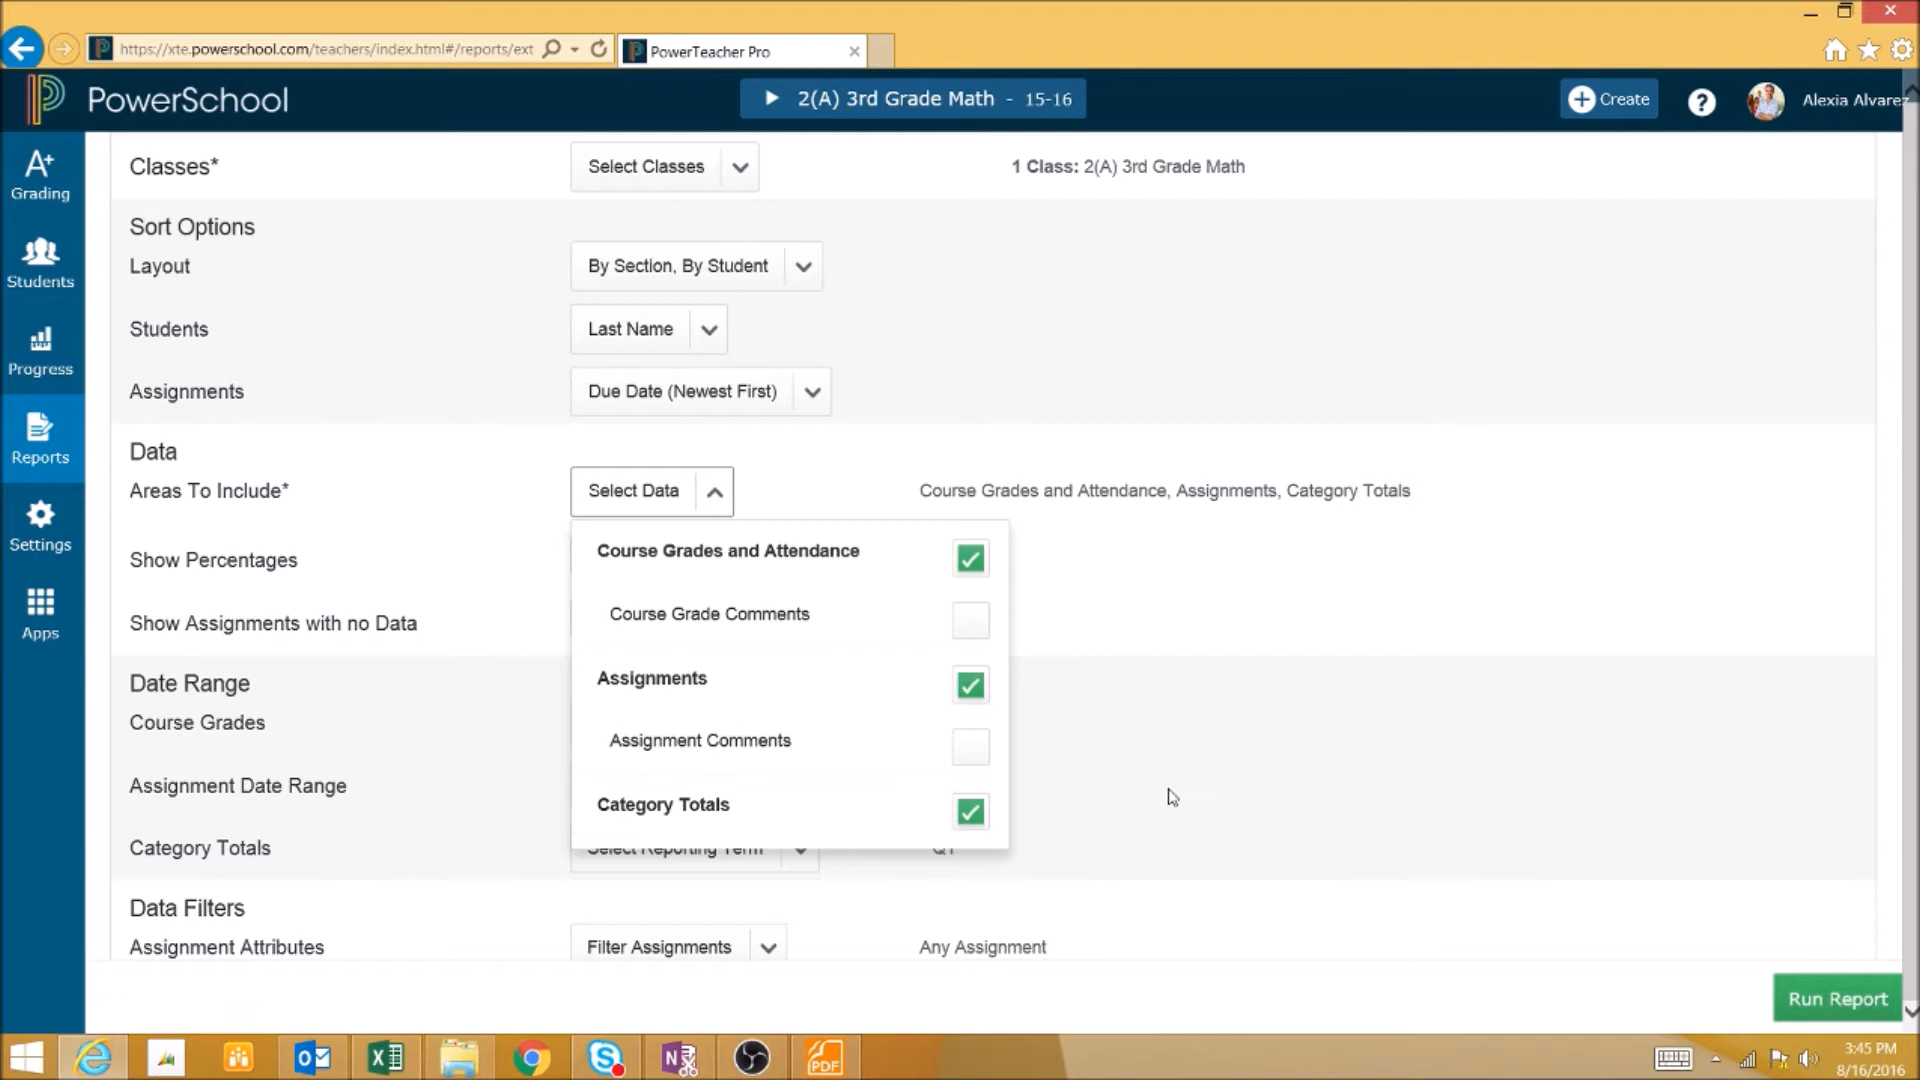 https://xte.powerschool.com/teachers/index.html#/reports/ext
PowerTeacher Pro
PowerSchool
2(A) 3rd Grade Math - 15-16
Create
?
Alexia Alvarez
A+
Grading
Students
Progress
Reports
Settings
Apps
Classes*
Select Classes
1 Class: 2(A) 3rd Grade Math
Sort Options
Layout
By Section, By Student
Students
Last Name
Assignments
Due Date (Newest First)
Data
Areas To Include*
Select Data
Course Grades and Attendance, Assignments, Category Totals
Course Grades and Attendance
Show Percentages
Course Grade Comments
Show Assignments with no Data
Assignments
Date Range
Course Grades
Assignment Comments
Assignment Date Range
Category Totals
Category Totals
Select Reporting Term
Q1
Data Filters
Assignment Attributes
Filter Assignments
Any Assignment
Run Report
PDF
3:45 PM
8/16/2016